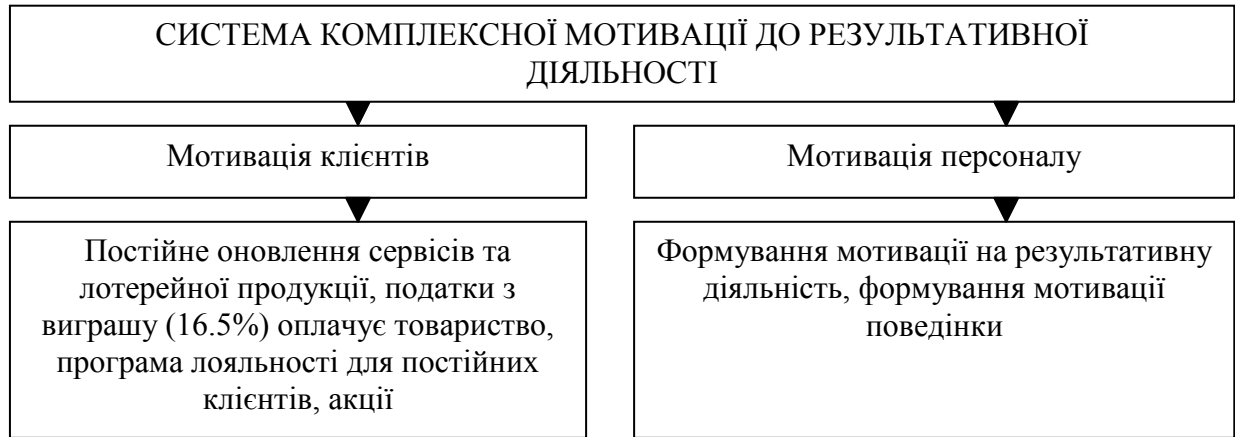 СИСТЕМА КОМПЛЕКСНОЇ МОТИВАЦІЇ ДО РЕЗУЛЬТАТИВНОЇ
ДІЯЛЬНОСТІ
Мотивація клієнтів
Мотивація персоналу
Постійне оновлення сервісів та
лотерейної продукції, податки з
виграшу (16.5%) оплачує товариство,
програма лояльності для постійних
клієнтів, акції
Формування мотивації на результативну
діяльність, формування мотивації
поведінки